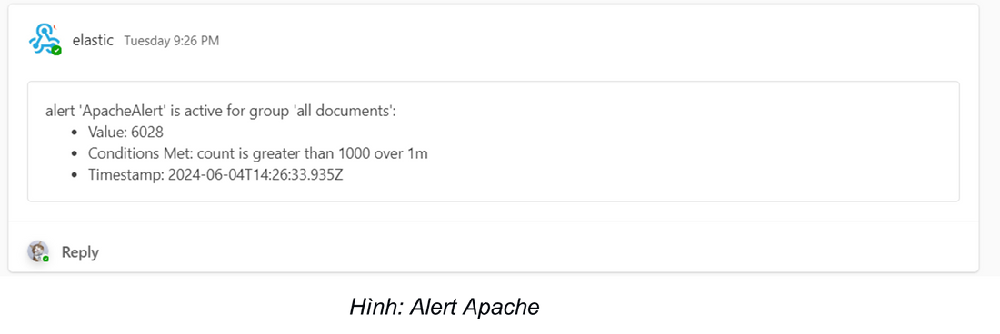 elastic Tuesday 9:26 PM
alert 'ApacheAlert' is active for group 'all documents':
• Value: 6028
• Conditions Met: count is greater than 1000 over 1m
• Timestamp: 2024-06-04T14:26:33.935Z
Reply
Hình: Alert Apache